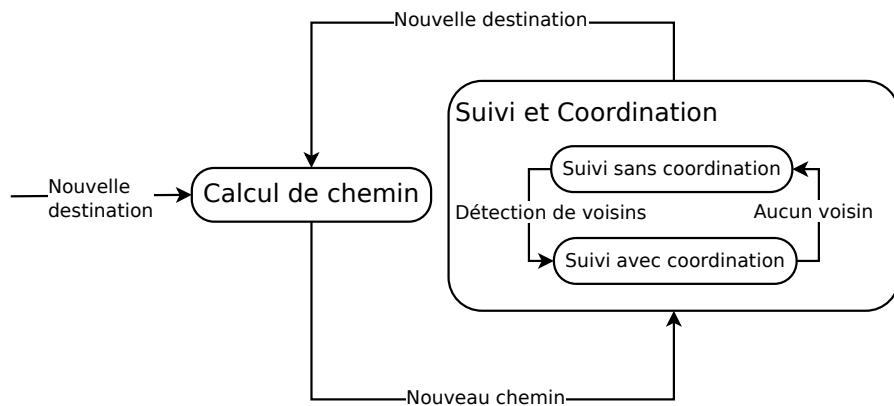 Nouvelle destination
Suivi et Coordination
Suivi sans coordination
Nouvelle
destination
Calcul de chemin
Détection de voisins
Aucun voisin
Suivi avec coordination
Nouveau chemin